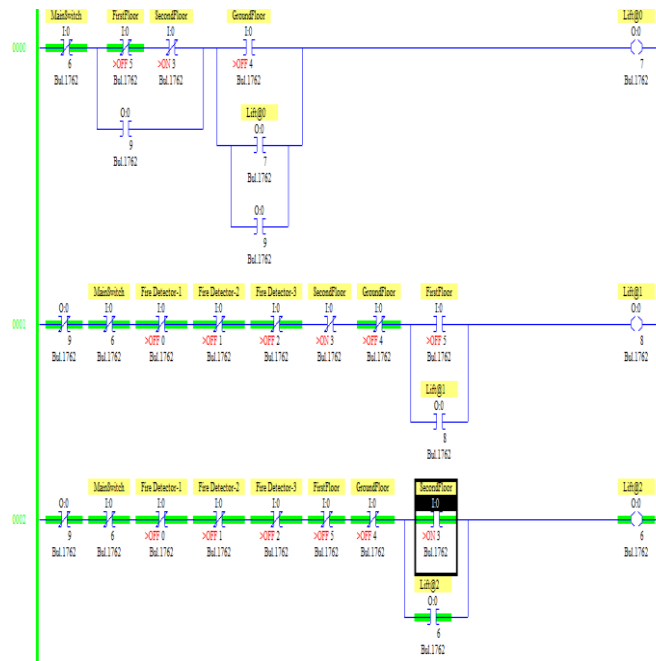 MainSwitch FirstFloor SecondFloor GroundFloor Lift@0
I:0 I:0 I:0 I:0 O:0
0000
6 >OFF 5 >ON 3 >OFF 4 7
Bul.1762 Bul.1762 Bul.1762 Bul.1762 Bul.1762
Lift@0
O:0 O:0
9 7
Bul.1762 Bul.1762
O:0
9
Bul.1762
MainSwitch Fire Detector-1 Fire Detector-2 Fire Detector-3 SecondFloor GroundFloor FirstFloor Lift@1
O:0 I:0 I:0 I:0 I:0 I:0 I:0 I:0 O:0
0001
9 6 >OFF 0 >OFF 1 >OFF 2 >ON 3 >OFF 4 >OFF 5 8
Bul.1762 Bul.1762 Bul.1762 Bul.1762 Bul.1762 Bul.1762 Bul.1762 Bul.1762 Bul.1762
Lift@1
O:0
8
Bul.1762
MainSwitch Fire Detector-1 Fire Detector-2 Fire Detector-3 FirstFloor GroundFloor SecondFloor Lift@2
O:0 I:0 I:0 I:0 I:0 I:0 I:0 I:0 O:0
0002
9 6 >OFF 0 >OFF 1 >OFF 2 >OFF 5 >OFF 4 >ON 3 6
Bul.1762 Bul.1762 Bul.1762 Bul.1762 Bul.1762 Bul.1762 Bul.1762 Bul.1762 Bul.1762
Lift@2
O:0
6
Bul.1762